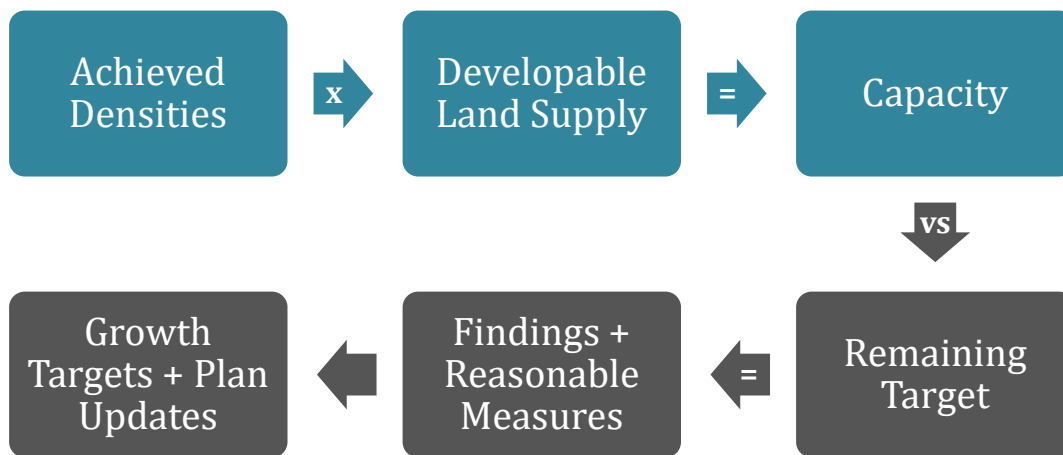 Achieved
Densities
x
Developable
Land Supply
=
Capacity
vs
Remaining
Target
=
Findings +
Reasonable
Measures
Growth
Targets + Plan
Updates